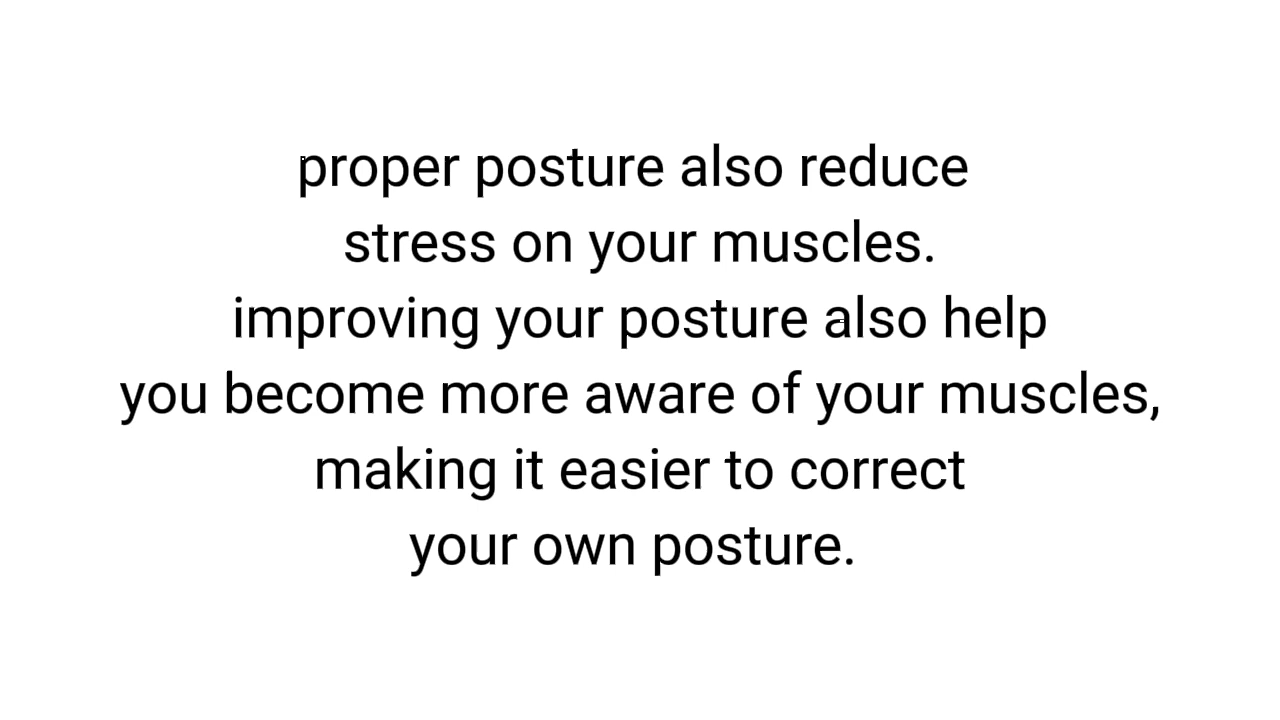 proper posture also reduce
stress on your muscles.
improving your posture also help
you become more aware of your muscles,
making it easier to correct
your own posture.